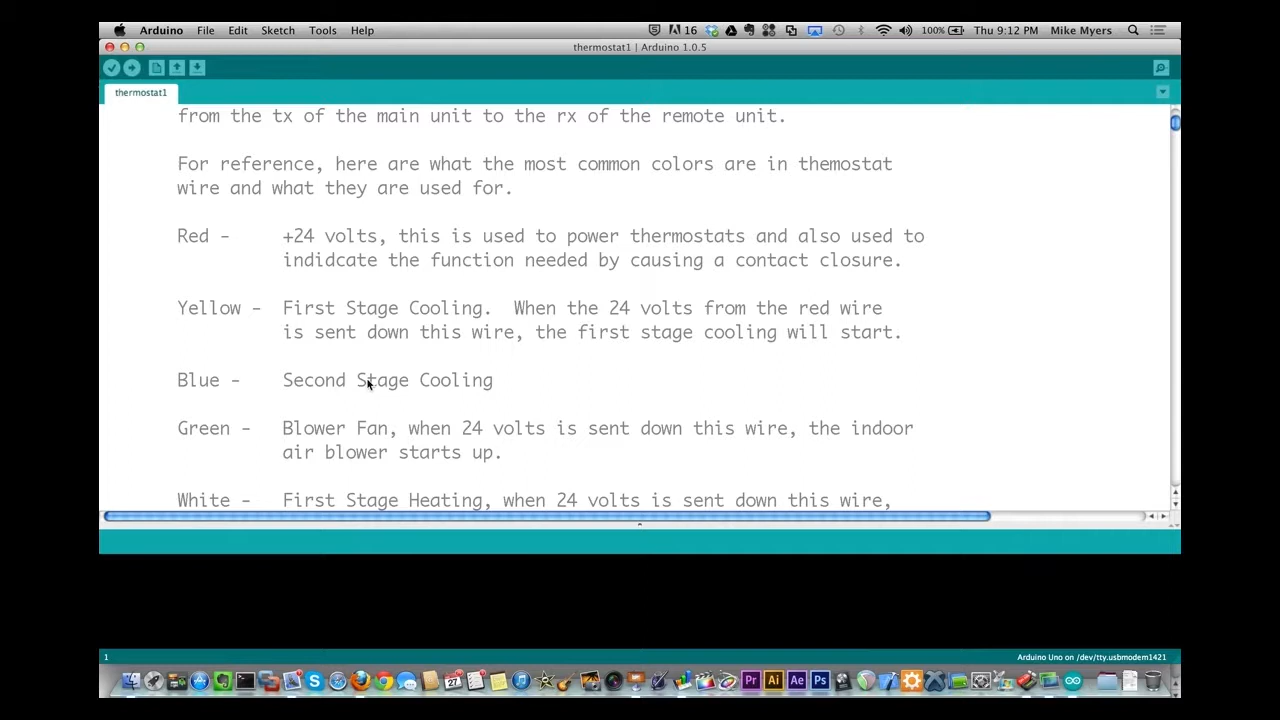 Arduino File Edit Sketch Tools Help 16 100% Thu 9:12 PM Mike Myers
thermostat1 | Arduino 1.0.5
thermostat1
from the tx of the main unit to the rx of the remote unit.
For reference, here are what the most common colors are in themostat
wire and what they are used for.
Red - +24 volts, this is used to power thermostats and also used to
indidcate the function needed by causing a contact closure.
Yellow - First Stage Cooling. When the 24 volts from the red wire
is sent down this wire, the first stage cooling will start.
Blue - Second Stage Cooling
Green - Blower Fan, when 24 volts is sent down this wire, the indoor
air blower starts up.
White - First Stage Heating, when 24 volts is sent down this wire,
1 Arduino Uno on /dev/tty.usbmodem1421
27 Pr Ai Ae Ps